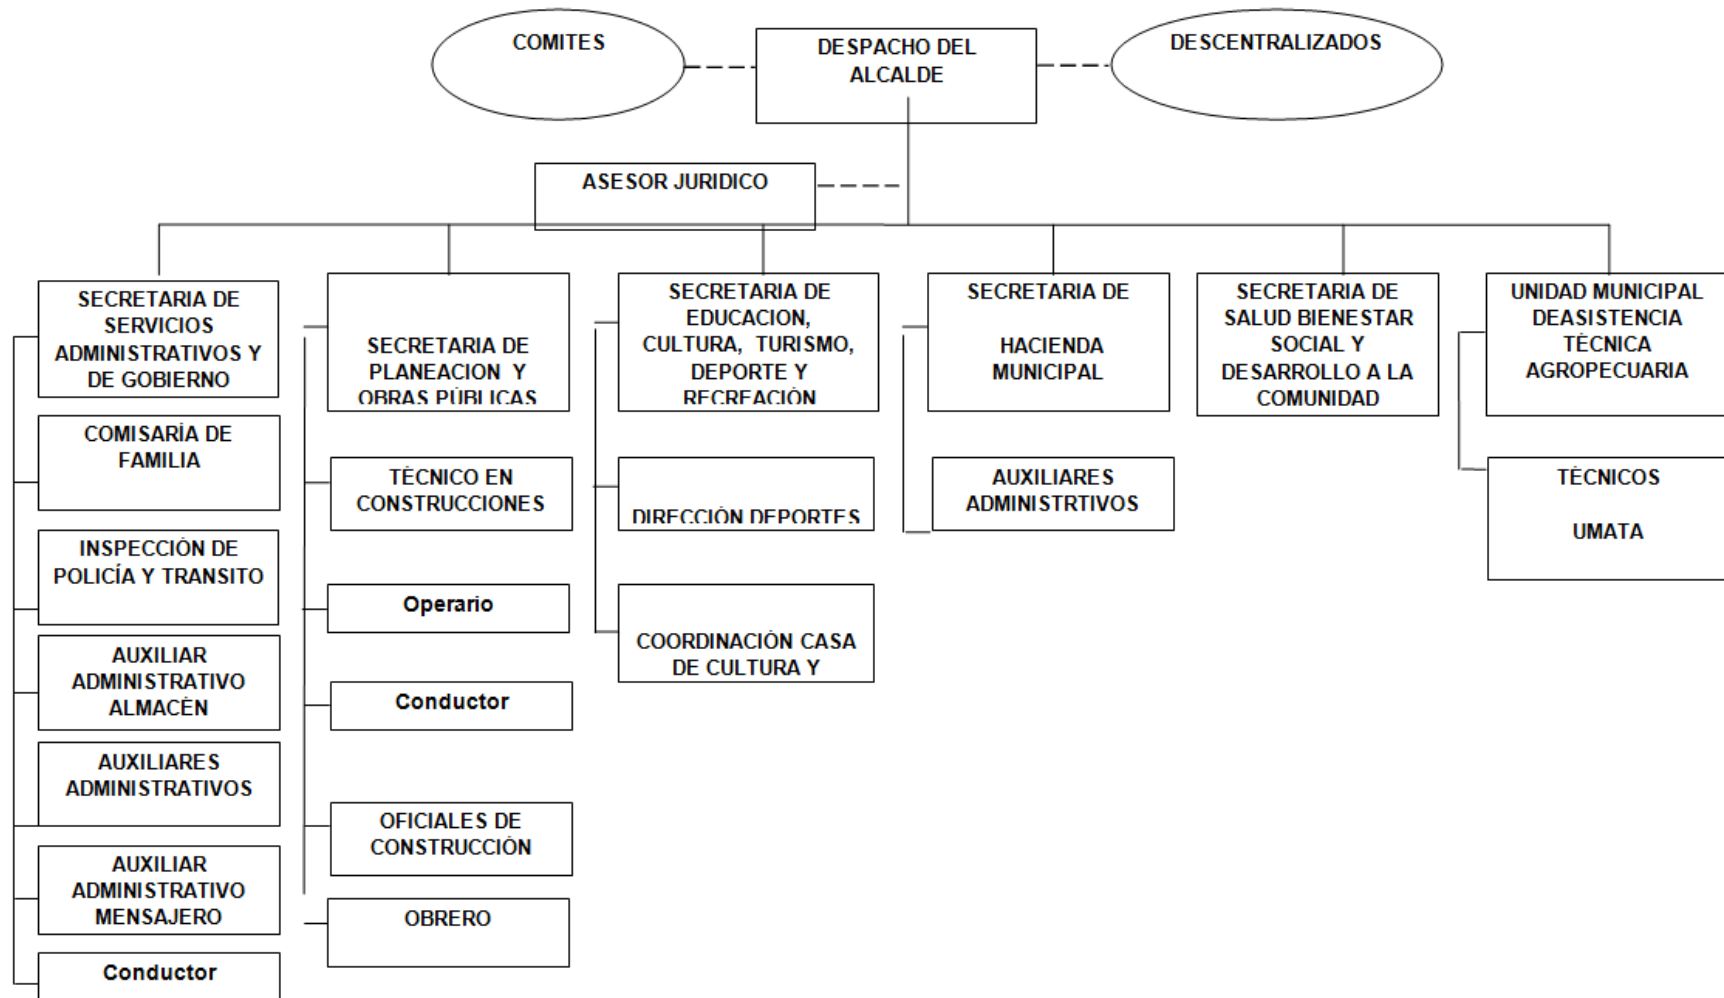 COMITES
DESPACHO DEL
ALCALDE
DESCENTRALIZADOS
ASESOR JURIDICO
SECRETARIA DE
SERVICIOS
ADMINISTRATIVOS Y
DE GOBIERNO
COMISARÍA DE
FAMILIA
INSPECCIÓN DE
POLICÍA Y TRANSITO
AUXILIAR
ADMINISTRATIVO
ALMACÉN
AUXILIARES
ADMINISTRATIVOS
AUXILIAR
ADMINISTRATIVO
MENSAJERO
Conductor
SECRETARIA DE
PLANEACION Y
OBRAS PÚBLICAS
TÉCNICO EN
CONSTRUCCIONES
Operario
Conductor
OFICIALES DE
CONSTRUCCIÓN
OBRERO
SECRETARIA DE
EDUCACION,
CULTURA, TURISMO,
DEPORTE Y
RECREACIÓN
DIRECCIÓN DEPORTES
COORDINACIÓN CASA
DE CULTURA Y
SECRETARIA DE
HACIENDA
MUNICIPAL
AUXILIARES
ADMINISTRTIVOS
SECRETARIA DE
SALUD BIENESTAR
SOCIAL Y
DESARROLLO A LA
COMUNIDAD
UNIDAD MUNICIPAL
DEASISTENCIA
TÉCNICA
AGROPECUARIA
TÉCNICOS
UMATA